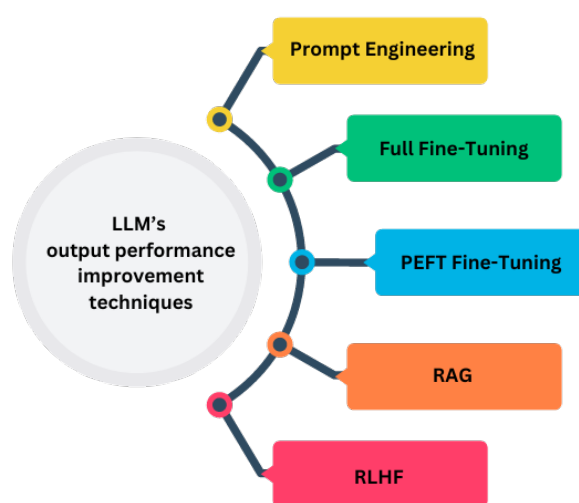 LLM’s
output performance
improvement
techniques
Prompt Engineering
Full Fine-Tuning
PEFT Fine-Tuning
RAG
RLHF